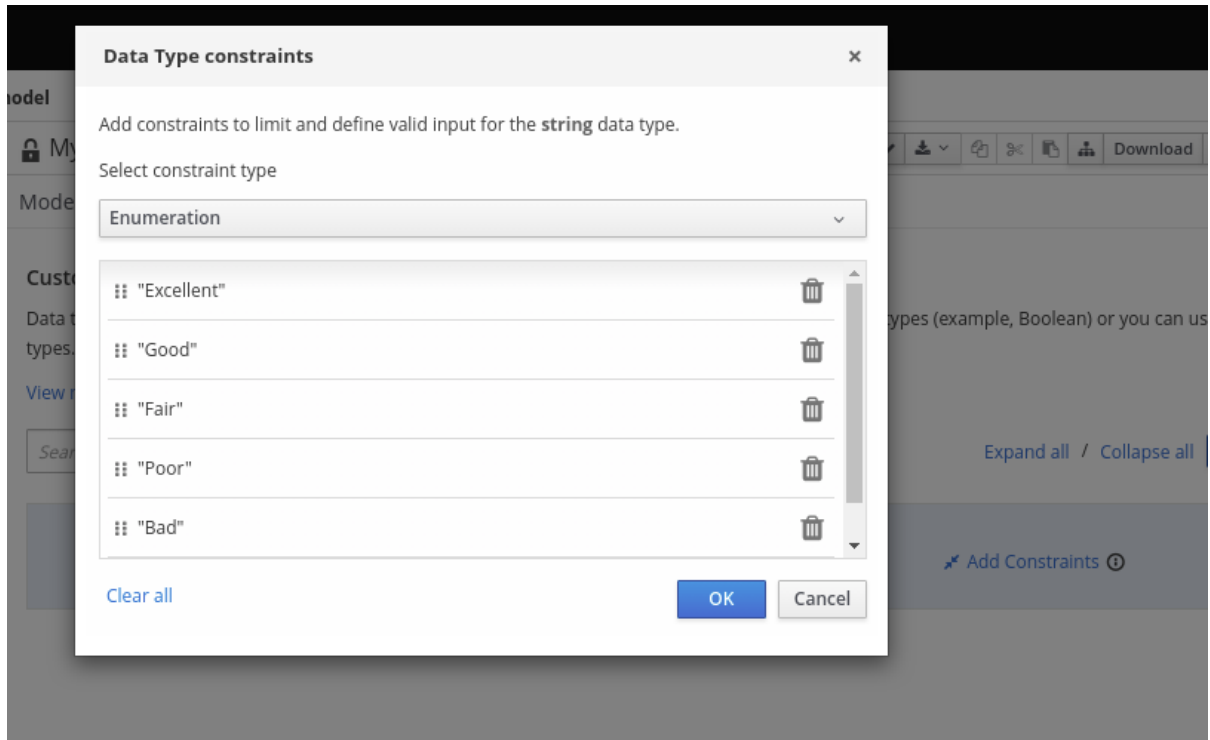 Data Type constraints
×
Add constraints to limit and define valid input for the string data type.
Select constraint type
Enumeration
"Excellent"
"Good"
"Fair"
"Poor"
"Bad"
Clear all
OK
Cancel
model
My
Download
Mode
Custo
Data t
types (example, Boolean) or you can us
types.
View
Sear
Expand all / Collapse all
Add Constraints